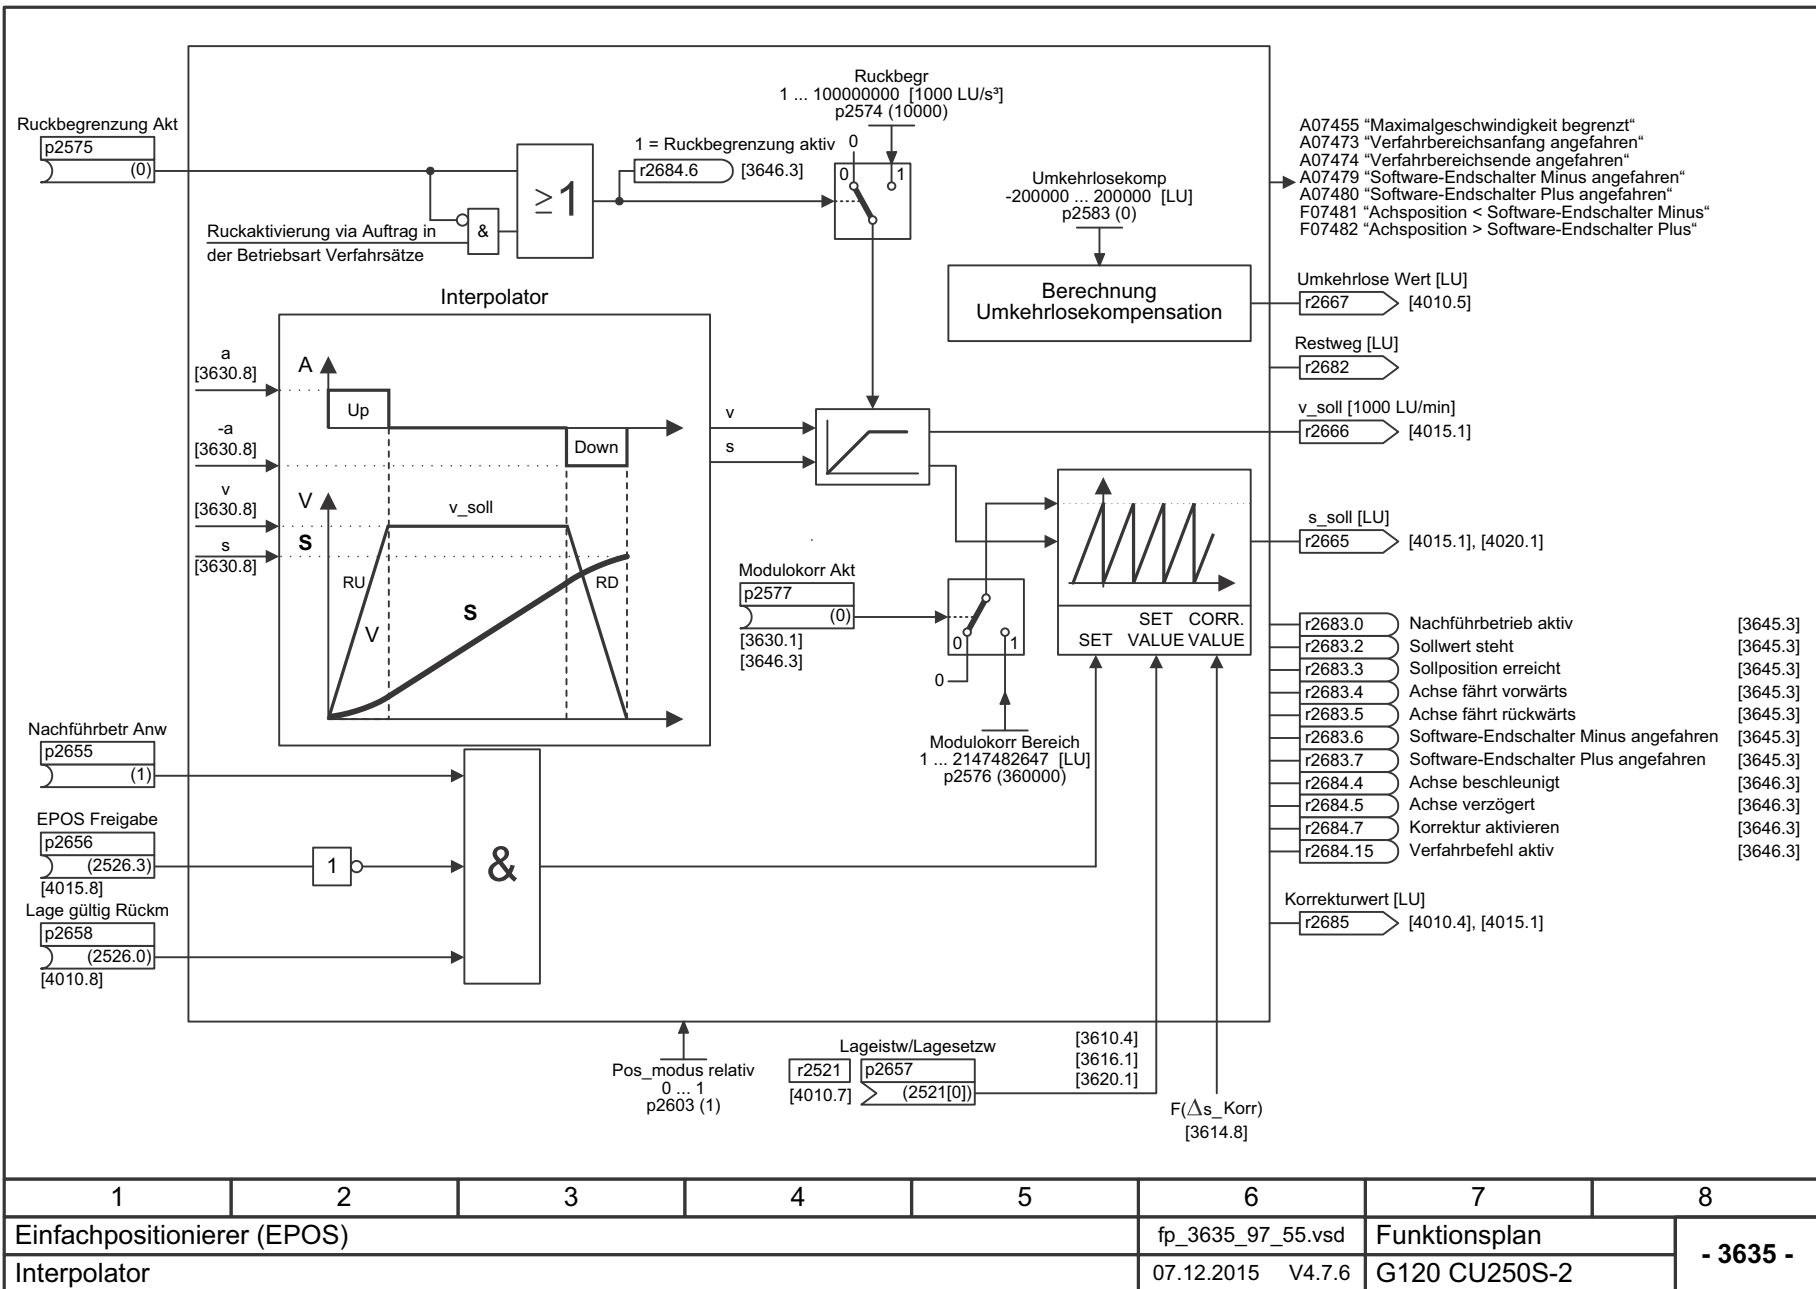 Ruckbegrenzung Akt
p2575
(0)
Ruckaktivierung via Auftrag in
der Betriebsart Verfahrsätze
&
≥1
1 = Ruckbegrenzung aktiv
r2684.6
[3646.3]
Ruckbegr
1 ... 100000000 [1000 LU/s³]
p2574 (10000)
0
0
1
Umkehrlosekomp
-200000 ... 200000 [LU]
p2583 (0)
Berechnung
Umkehrlosekompensation
A07455 "Maximalgeschwindigkeit begrenzt“
A07473 "Verfahrbereichsanfang angefahren“
A07474 "Verfahrbereichsende angefahren“
A07479 "Software-Endschalter Minus angefahren“
A07480 "Software-Endschalter Plus angefahren“
F07481 "Achsposition < Software-Endschalter Minus“
F07482 "Achsposition > Software-Endschalter Plus“
Umkehrlose Wert [LU]
r2667
[4010.5]
Restweg [LU]
r2682
v_soll [1000 LU/min]
r2666
[4015.1]
s_soll [LU]
r2665
[4015.1], [4020.1]
Interpolator
a
[3630.8]
-a
[3630.8]
v
[3630.8]
s
[3630.8]
A
Up
Down
V
S
v_soll
RU
V
S
RD
v
s
Modulokorr Akt
p2577
(0)
[3630.1]
[3646.3]
0
1
0
Modulokorr Bereich
1 ... 2147482647 [LU]
p2576 (360000)
SET
SET
VALUE
CORR.
VALUE
Nachführbetr Anw
p2655
(1)
EPOS Freigabe
p2656
(2526.3)
[4015.8]
Lage gültig Rückm
p2658
(2526.0)
[4010.8]
1
&
r2683.0 Nachführbetrieb aktiv [3645.3]
r2683.2 Sollwert steht [3645.3]
r2683.3 Sollposition erreicht [3645.3]
r2683.4 Achse fährt vorwärts [3645.3]
r2683.5 Achse fährt rückwärts [3645.3]
r2683.6 Software-Endschalter Minus angefahren [3645.3]
r2683.7 Software-Endschalter Plus angefahren [3645.3]
r2684.4 Achse beschleunigt [3646.3]
r2684.5 Achse verzögert [3646.3]
r2684.7 Korrektur aktivieren [3646.3]
r2684.15 Verfahrbefehl aktiv [3646.3]
Korrekturwert [LU]
r2685
[4010.4], [4015.1]
Pos_modus relativ
0 ... 1
p2603 (1)
r2521
[4010.7]
Lageistw/Lagesetzw
p2657
(2521[0])
[3610.4]
[3616.1]
[3620.1]
F(Δs_Korr)
[3614.8]
1 2 3 4 5 6 7 8
Einfachpositionierer (EPOS)
fp_3635_97_55.vsd
Funktionsplan
- 3635 -
Interpolator
07.12.2015 V4.7.6
G120 CU250S-2